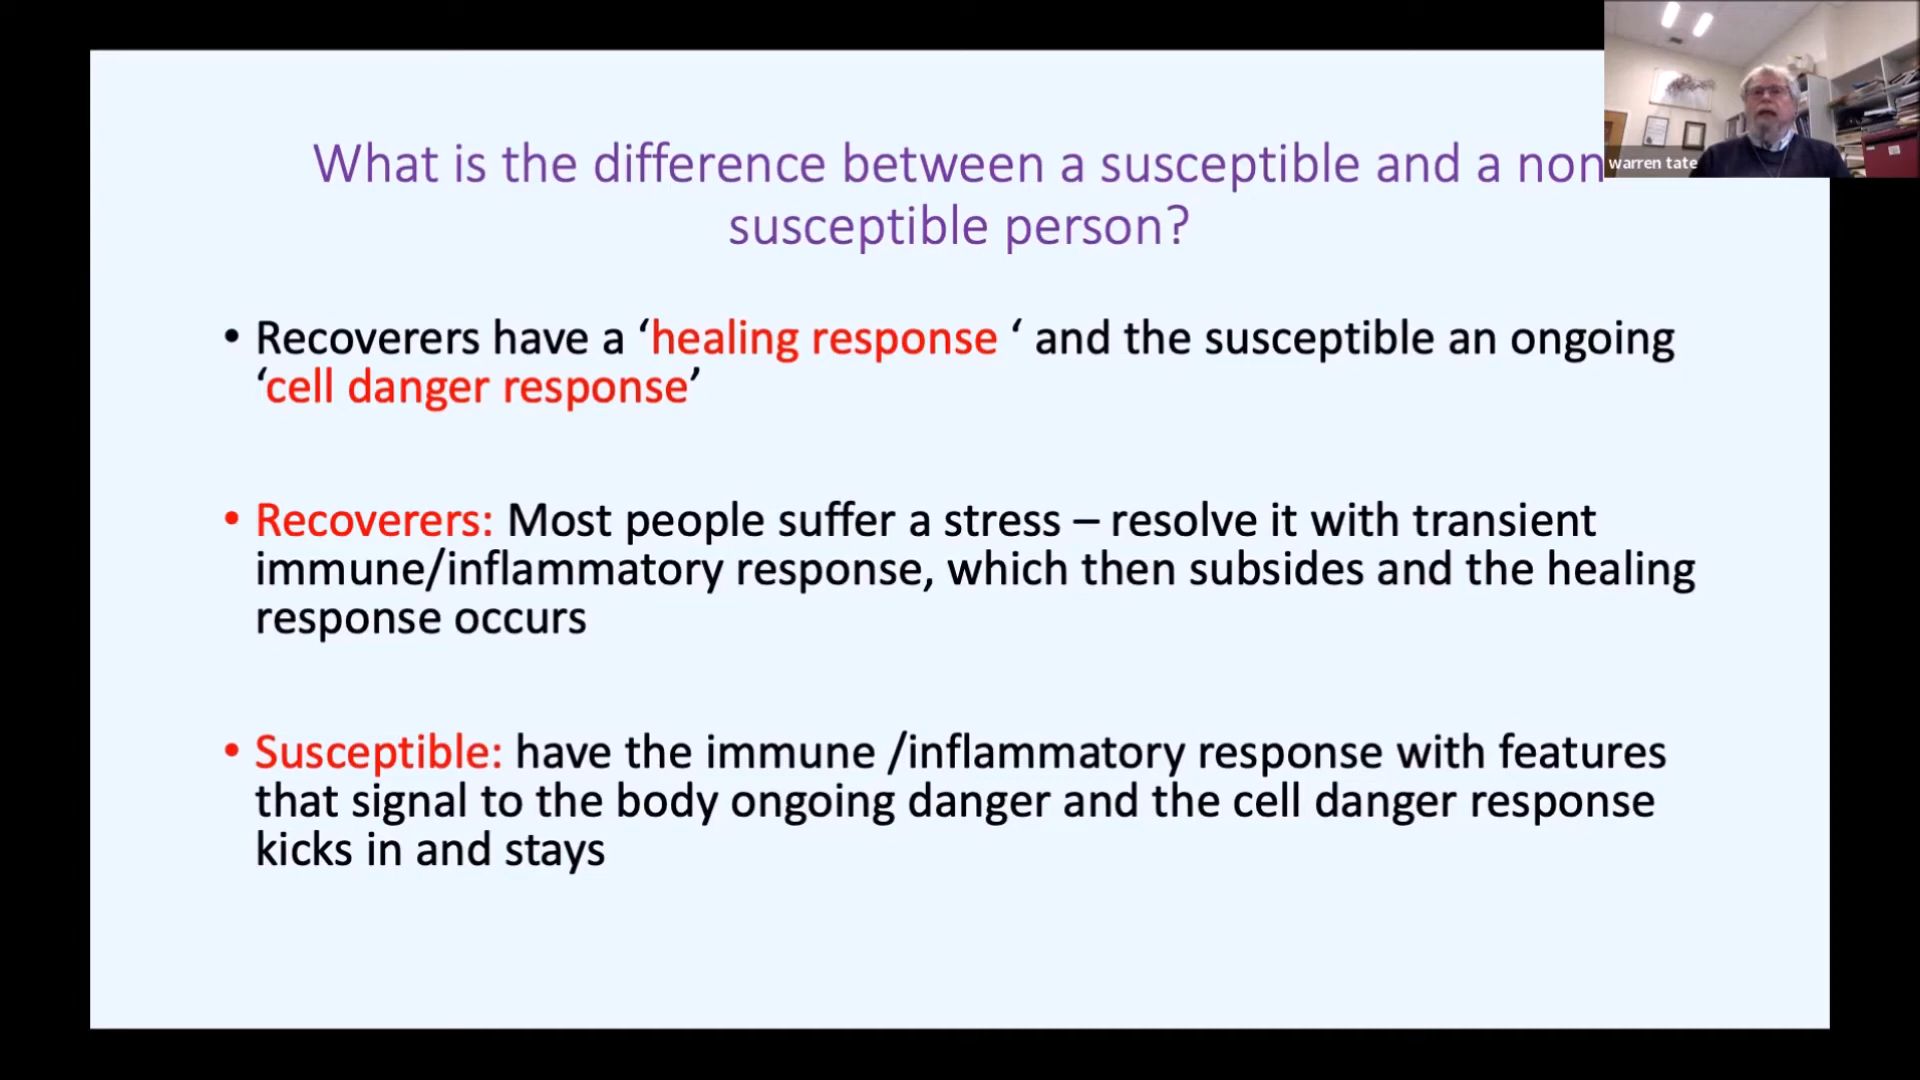 What is the difference between a susceptible and a non
susceptible person?
warren tate
• Recoverers have a ‘healing response ‘ and the susceptible an ongoing
‘cell danger response’
• Recoverers: Most people suffer a stress – resolve it with transient
immune/inflammatory response, which then subsides and the healing
response occurs
• Susceptible: have the immune /inflammatory response with features
that signal to the body ongoing danger and the cell danger response
kicks in and stays